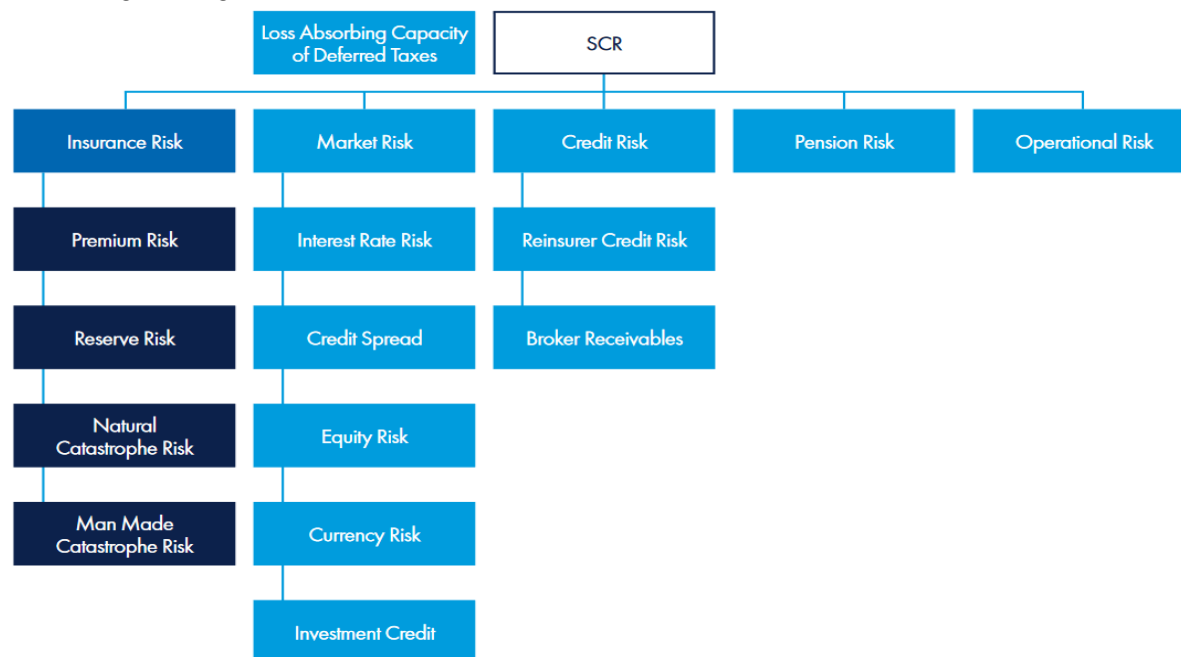 Loss Absorbing Capacity
of Deferred Taxes
SCR
Insurance Risk
Market Risk
Credit Risk
Pension Risk
Operational Risk
Premium Risk
Interest Rate Risk
Reinsurer Credit Risk
Reserve Risk
Credit Spread
Broker Receivables
Natural
Catastrophe Risk
Equity Risk
Man Made
Catastrophe Risk
Currency Risk
Investment Credit